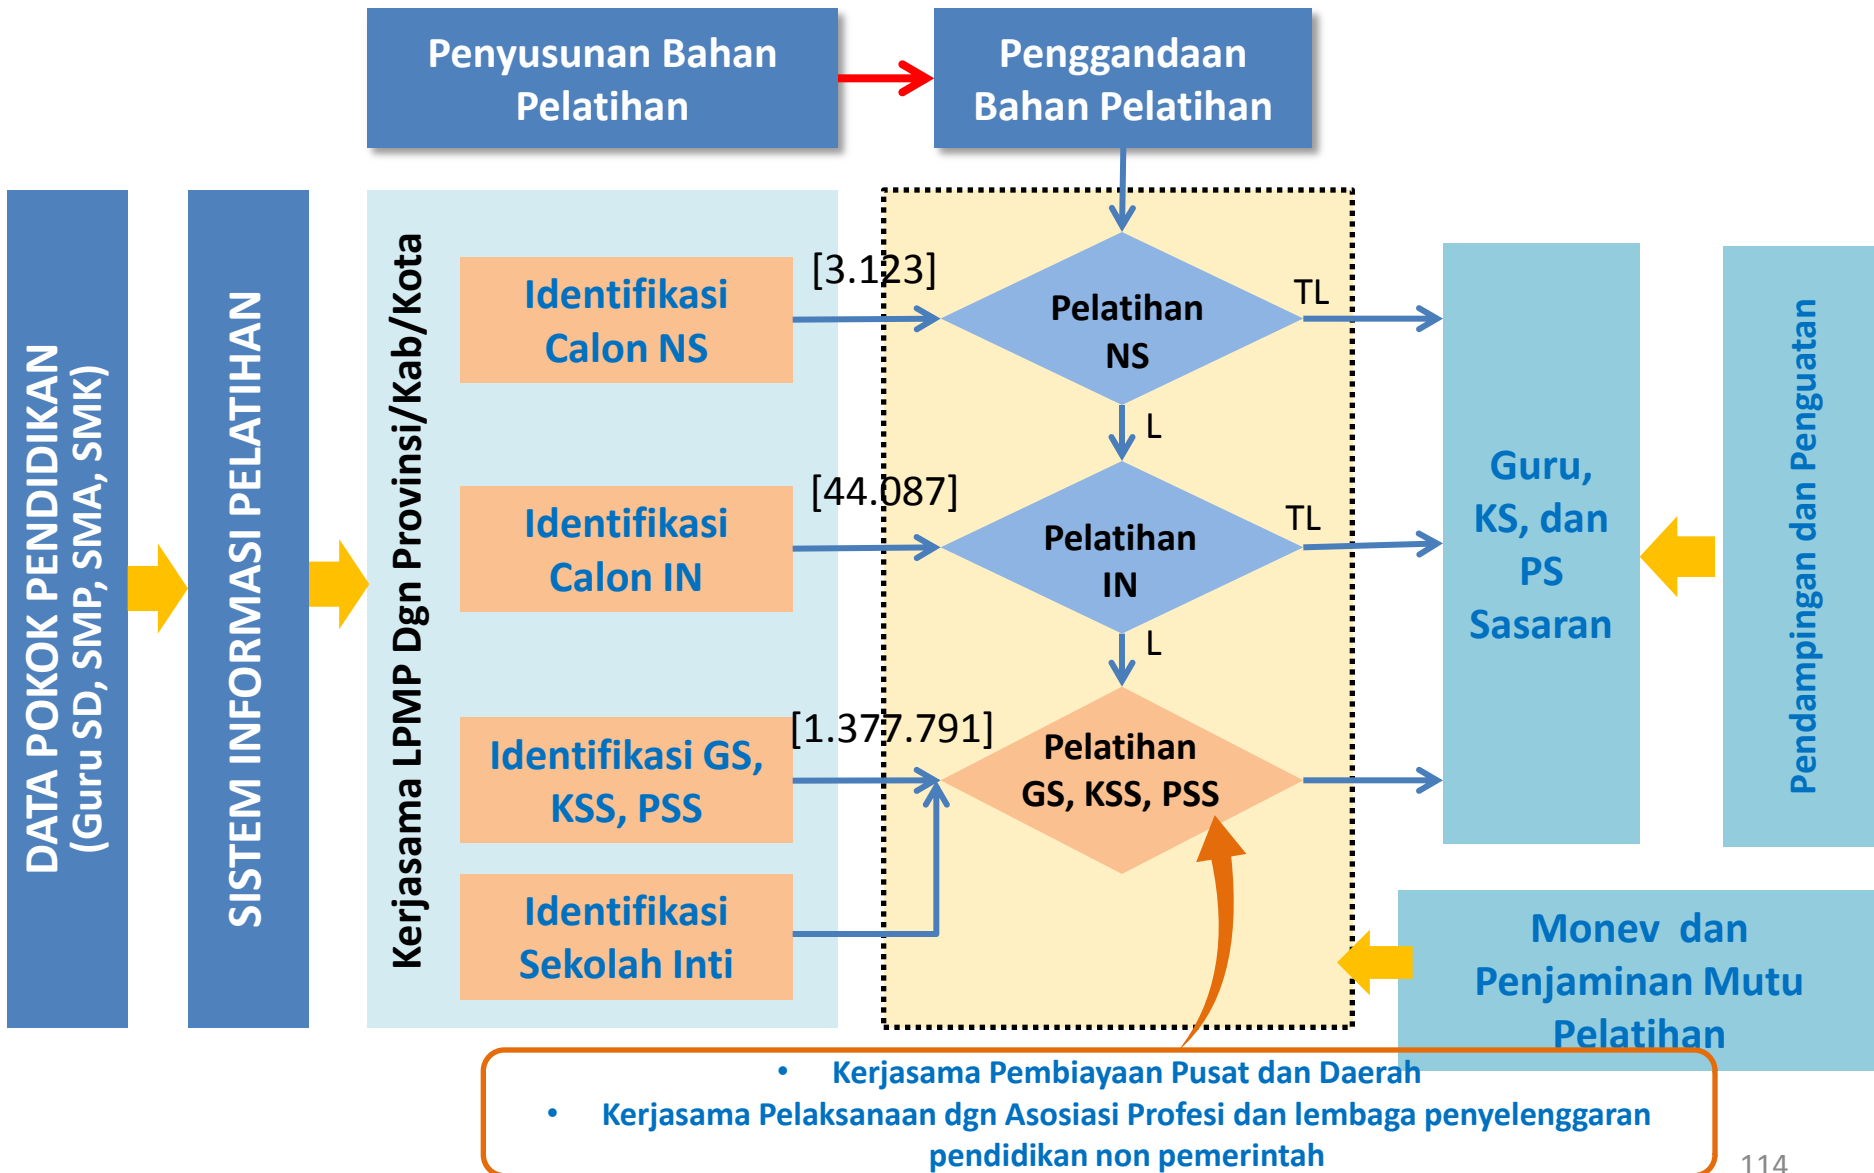 Penyusunan Bahan
Pelatihan
Penggandaan
Bahan Pelatihan
DATA POKOK PENDIDIKAN
(Guru SD, SMP, SMA, SMK)
SISTEM INFORMASI PELATIHAN
Kerjasama LPMP Dgn Provinsi/Kab/Kota
Identifikasi
Calon NS
[3.123]
Pelatihan
NS
TL
L
Identifikasi
Calon IN
[44.087]
Pelatihan
IN
TL
L
Identifikasi GS,
KSS, PSS
[1.377.791]
Pelatihan
GS, KSS, PSS
Identifikasi
Sekolah Inti
Guru,
KS, dan
PS
Sasaran
Pendampingan dan Penguatan
Monev dan
Penjaminan Mutu
Pelatihan
• Kerjasama Pembiayaan Pusat dan Daerah
• Kerjasama Pelaksanaan dgn Asosiasi Profesi dan lembaga penyelenggaran
pendidikan non pemerintah
114